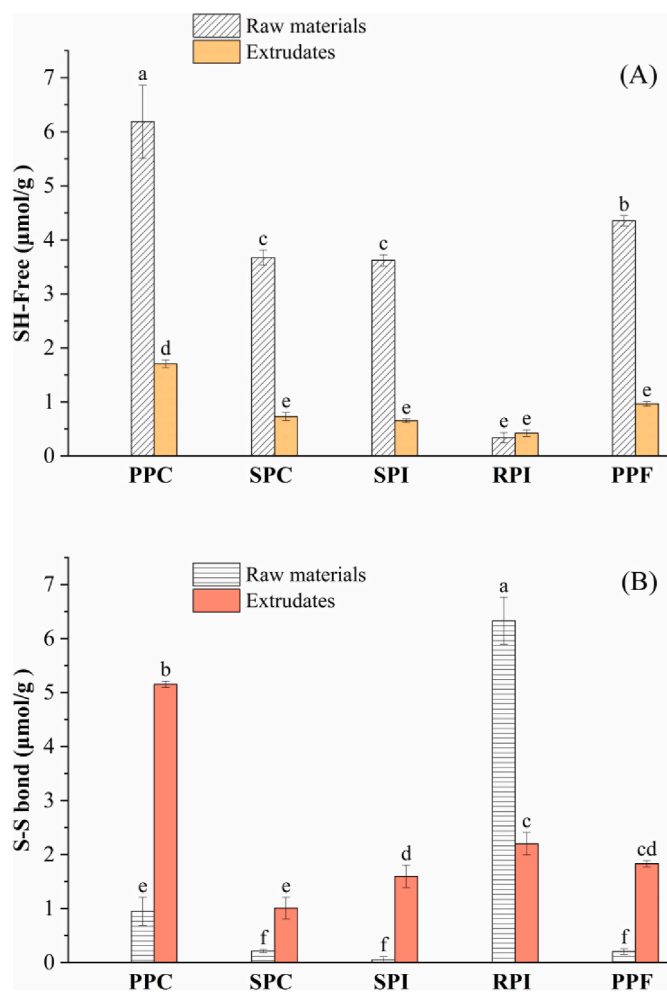 Raw materials
Extrudates
(A)
SH-Free (μmol/g )
7
6
5
4
3
2
1
0
a
d
c
e
c
e
e
e
b
e
PPC SPC SPI RPI PPF
Raw materials
Extrudates
(B)
S-S bond (μmol/g )
7
6
5
4
3
2
1
0
e
b
f
e
f
d
a
c
f
cd
PPC SPC SPI RPI PPF